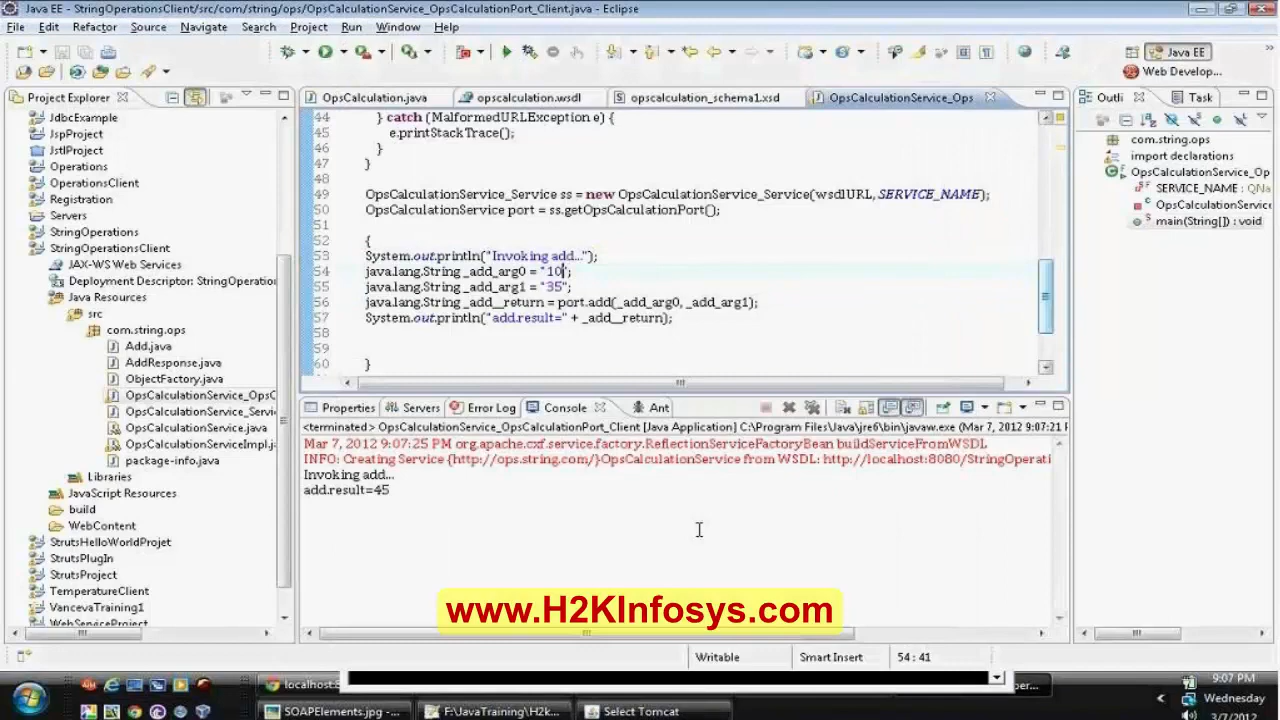 Java EE - StringOperationsClient/src/com/string/ops/OpsCalculationService_OpsCalculationPort_Client.java - Eclipse
File Edit Refactor Source Navigate Search Project Run Window Help
Java EE
Web Develop...
Project Explorer
JdbcExample
JspProject
JstlProject
Operations
OperationsClient
Registration
Servers
StringOperations
StringOperationsClient
JAX-WS Web Services
Deployment Descriptor: StringOperatio
Java Resources
src
com.string.ops
Add.java
AddResponse.java
ObjectFactory.java
OpsCalculationService_OpsC
OpsCalculationService_Servi
OpsCalculationService.java
OpsCalculationServiceImpl.j
package-info.java
Libraries
JavaScript Resources
build
WebContent
StrutsHelloWorldProjet
StrutsPlugIn
StrutsProject
TemperatureClient
VancevaTraining1
WebServiceProject
OpsCalculation.java opscalculation.wsdl opscalculation_schema1.xsd OpsCalculationService_Ops
44 } catch (MalformedURLException e) {
45 e.printStackTrace();
46 }
47 }
48
49 OpsCalculationService_Service ss = new OpsCalculationService_Service(wsdlURL, SERVICE_NAME);
50 OpsCalculationService port = ss.getOpsCalculationPort();
51
52 {
53 System.out.println("Invoking add...");
54 java.lang.String _add_arg0 = "10";
55 java.lang.String _add_arg1 = "35";
56 java.lang.String _add__return = port.add(_add_arg0, _add_arg1);
57 System.out.println("add.result=" + _add__return);
58
59
60 }
Properties Servers Error Log Console Ant
<terminated> OpsCalculationService_OpsCalculationPort_Client [Java Application] C:\Program Files\Java\jre6\bin\javaw.exe (Mar 7, 2012 9:07:21 P
Mar 7, 2012 9:07:25 PM org.apache.cxf.service.factory.ReflectionServiceFactoryBean buildServiceFromWSDL
INFO: Creating Service {http://ops.string.com/}OpsCalculationService from WSDL: http://localhost:8080/StringOperati
Invoking add...
add.result=45
Outli Task
com.string.ops
import declarations
OpsCalculationService_Op
SERVICE_NAME : QNa
OpsCalculationServic
main(String[]) : void
www.H2KInfosys.com
Writable Smart Insert 54 : 41
localhost:8
per...
SOAPElements.jpg -... F:\JavaTraining\H2k... Select Tomcat
9:07 PM
Wednesday
3/7/2012